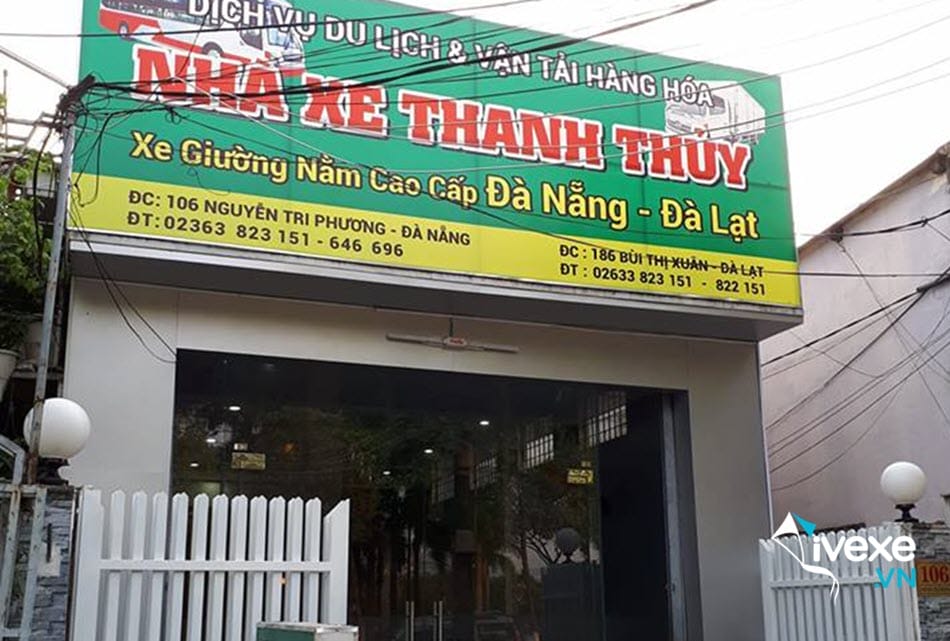 DỊCH VỤ DU LỊCH & VẬN TẢI HÀNG HÓA
NHÀ XE THANH THỦY
Xe Giường Nằm Cao Cấp Đà Nẵng - Đà Lạt
ĐC: 106 NGUYỄN TRI PHƯƠNG - ĐÀ NẴNG
ĐT: 02363 823 151 - 646 696
ĐC : 186 BÙI THỊ XUÂN - ĐÀ LẠT
ĐT : 02633 823 151 - 822 151
ivexe
.VN
106